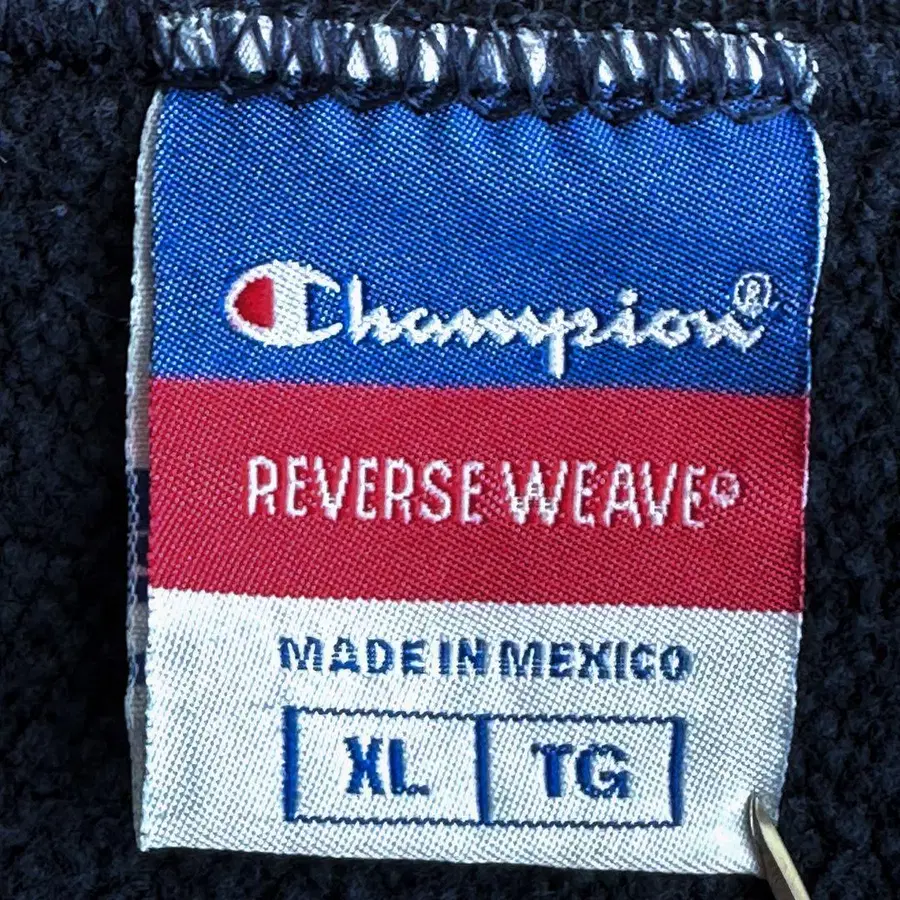 Champion®
REVERSE WEAVE®
MADE IN MEXICO
XL TG